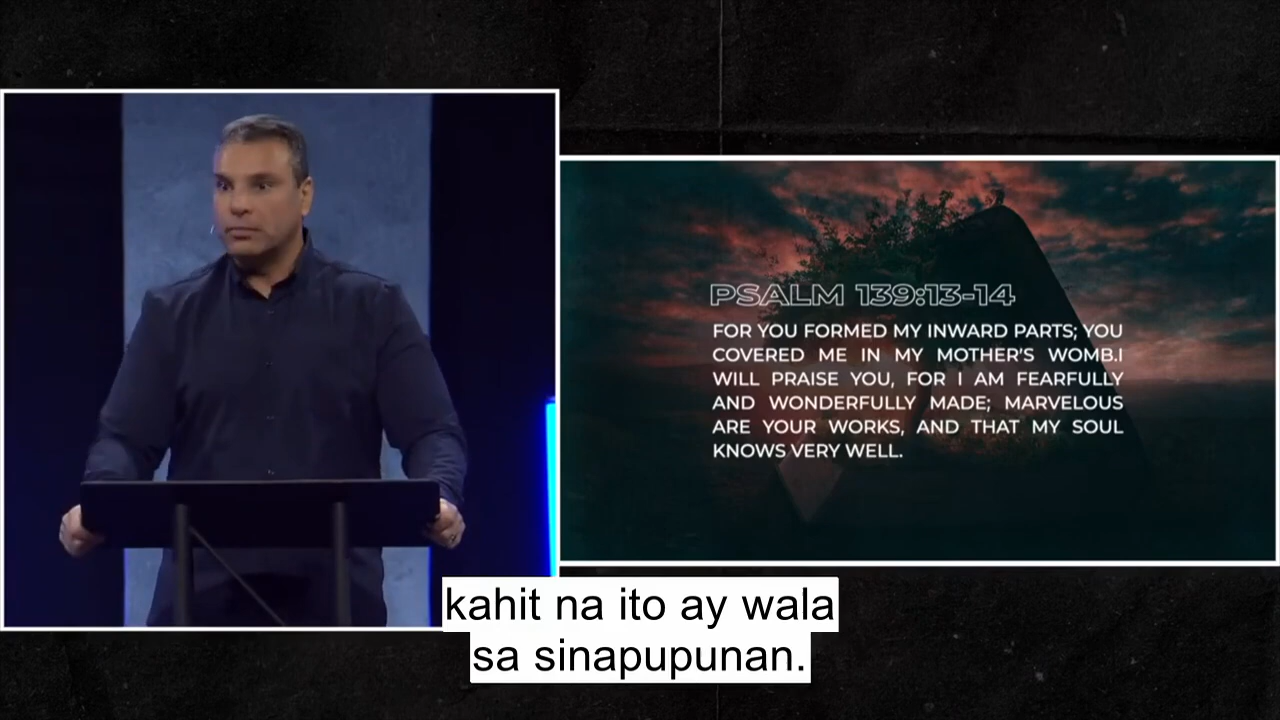 PSALM 139:13-14
FOR YOU FORMED MY INWARD PARTS; YOU
COVERED ME IN MY MOTHER'S WOMB.I
WILL PRAISE YOU, FOR I AM FEARFULLY
AND WONDERFULLY MADE; MARVELOUS
ARE YOUR WORKS, AND THAT MY SOUL
KNOWS VERY WELL.
kahit na ito ay wala
sa sinapupunan.